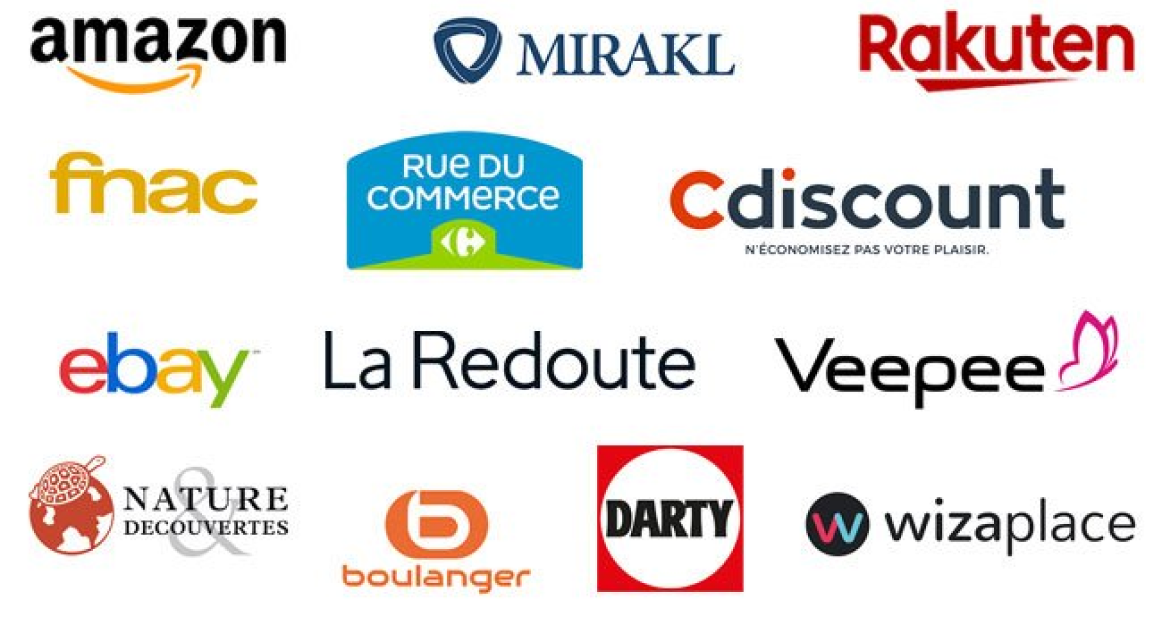 amazon
MIRAKL
Rakuten
fnac
RUE DU
COMMERCE
Cdiscount
N'ÉCONOMISEZ PAS VOTRE PLAISIR.
ebay
La Redoute
Veepee
NATURE
&
DECOUVERTES
b
boulanger
DARTY
w wizaplace